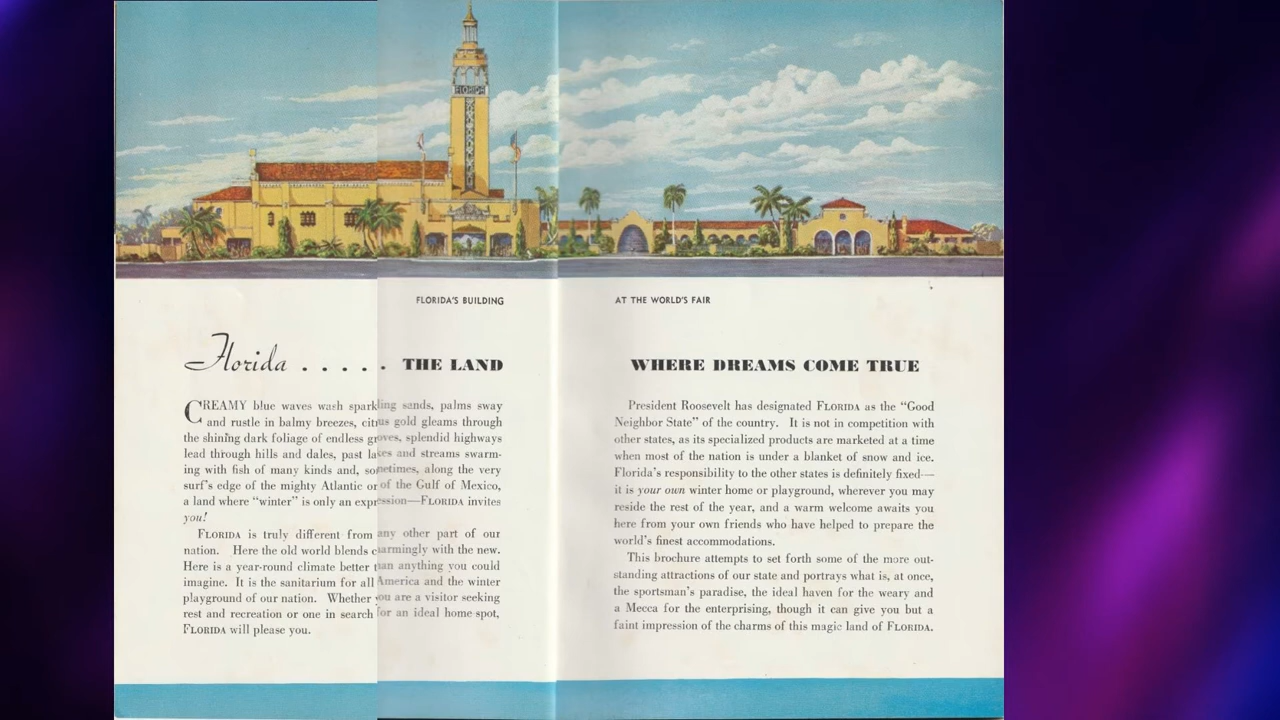 FLORIDA
FLORIDA'S BUILDING
AT THE WORLD'S FAIR
Florida . . . . . . THE LAND
CREAMY blue waves wash sparkling sands, palms sway
and rustle in balmy breezes, citrus gold gleams through
the shining dark foliage of endless groves, splendid highways
lead through hills and dales, past lakes and streams swarm-
ing with fish of many kinds and, sometimes, along the very
surf's edge of the mighty Atlantic or of the Gulf of Mexico,
a land where "winter" is only an expression—FLORIDA invites
you!
FLORIDA is truly different from any other part of our
nation. Here the old world blends charmingly with the new.
Here is a year-round climate better than anything you could
imagine. It is the sanitarium for all America and the winter
playground of our nation. Whether you are a visitor seeking
rest and recreation or one in search for an ideal home-spot,
FLORIDA will please you.
WHERE DREAMS COME TRUE
President Roosevelt has designated FLORIDA as the "Good
Neighbor State" of the country. It is not in competition with
other states, as its specialized products are marketed at a time
when most of the nation is under a blanket of snow and ice.
Florida's responsibility to the other states is definitely fixed—
it is your own winter home or playground, wherever you may
reside the rest of the year, and a warm welcome awaits you
here from your own friends who have helped to prepare the
world's finest accommodations.
This brochure attempts to set forth some of the more out-
standing attractions of our state and portrays what is, at once,
the sportsman's paradise, the ideal haven for the weary and
a Mecca for the enterprising, though it can give you but a
faint impression of the charms of this magic land of FLORIDA.